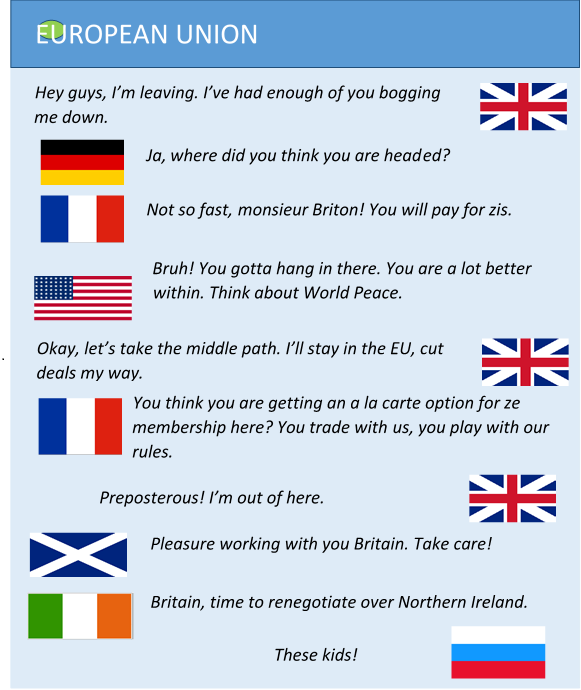 EUROPEAN UNION
Hey guys, I’m leaving. I’ve had enough of you bogging
me down.
Ja, where did you think you are headed?
Not so fast, monsieur Briton! You will pay for zis.
Bruh! You gotta hang in there. You are a lot better
within. Think about World Peace.
Okay, let’s take the middle path. I’ll stay in the EU, cut
deals my way.
You think you are getting an a la carte option for ze
membership here? You trade with us, you play with our
rules.
Preposterous! I’m out of here.
Pleasure working with you Britain. Take care!
Britain, time to renegotiate over Northern Ireland.
These kids!